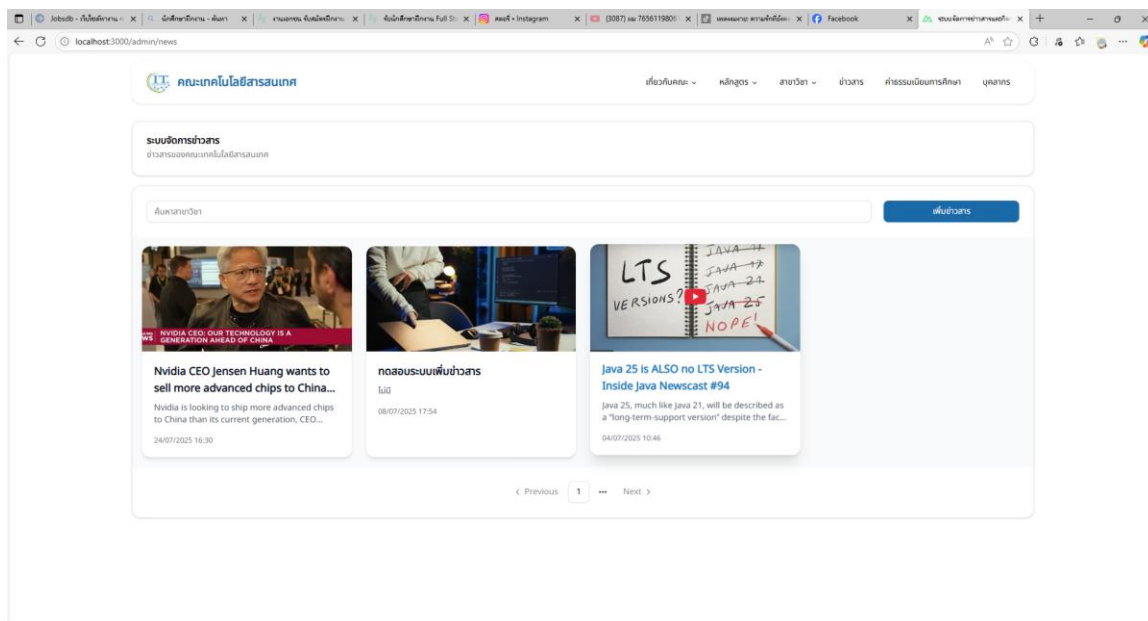 Facebook
localhost:3000/admin/news
คณะเทคโนโลยีสารสนเทศ
เกี่ยวกับคณะ
หลักสูตร
สาขาวิชา
ข่าวสาร
ค่าธรรมเนียมการศึกษา
บุคลากร
ระบบจัดการข่าวสาร
ข่าวสารของคณะเทคโนโลยีสารสนเทศ
ค้นหาสาขาวิชา
เพิ่มข่าวสาร
NVIDIA CEO: OUR TECHNOLOGY IS A
GENERATION AHEAD OF CHINA
Nvidia CEO Jensen Huang wants to
sell more advanced chips to China...
Nvidia is looking to ship more advanced chips
to China than its current generation, CEO...
24/07/2025 16:30
ทดสอบระบบเพิ่มข่าวสาร
ไม่มี
08/07/2025 17:54
LTS
VERSIONS?
JAVA 17
JAVA 21
JAVA 25
NOPE!
Java 25 is ALSO no LTS Version -
Inside Java Newscast #94
Java 25, much like Java 21, will be described as
a "long-term-support version" despite the fac...
04/07/2025 10:46
Previous
1
Next